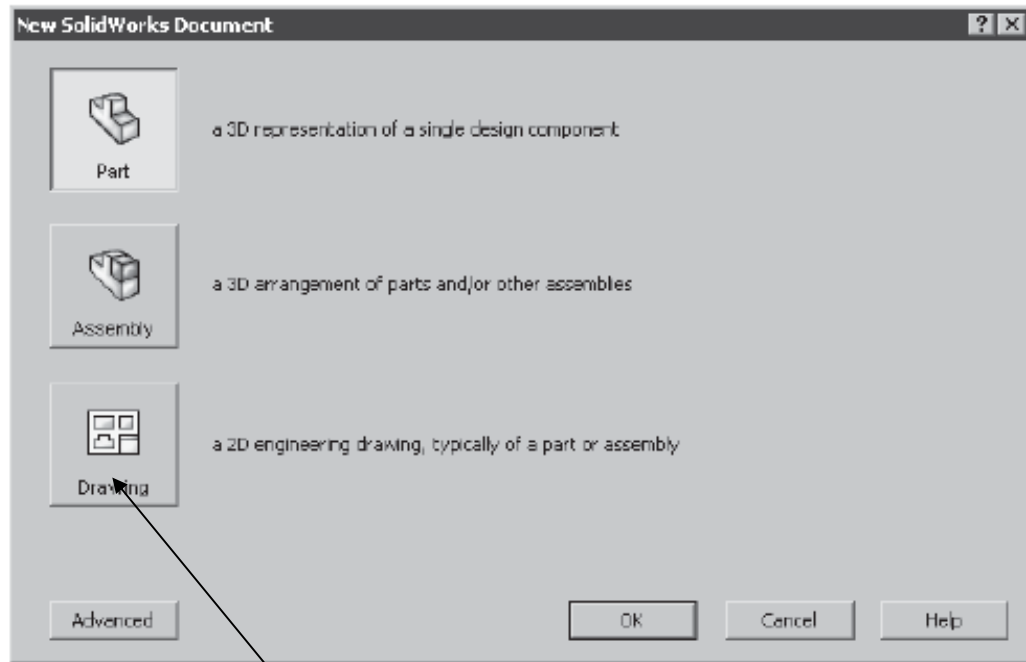 New SolidWorks Document
Part
a 3D representation of a single design component
Assembly
a 3D arrangement of parts and/or other assemblies
Drawing
a 2D engineering drawing, typically of a part or assembly
Advanced
OK
Cancel
Help